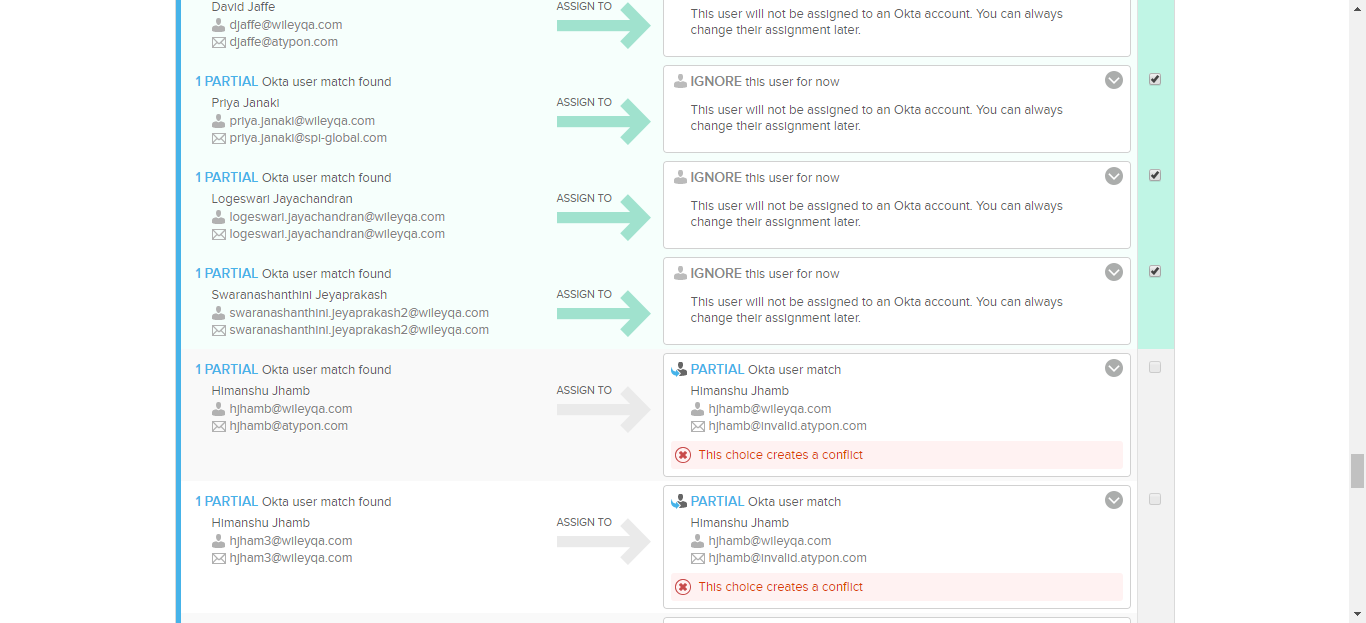 David Jaffe
djaffe@wileyqa.com
djaffe@atypon.com
ASSIGN TO
This user will not be assigned to an Okta account. You can always
change their assignment later.
1 PARTIAL Okta user match found
Priya Janaki
priya.janaki@wileyqa.com
priya.janaki@spi-global.com
ASSIGN TO
IGNORE this user for now
This user will not be assigned to an Okta account. You can always
change their assignment later.
1 PARTIAL Okta user match found
Logeswari Jayachandran
logeswari.jayachandran@wileyqa.com
logeswari.jayachandran@wileyqa.com
ASSIGN TO
IGNORE this user for now
This user will not be assigned to an Okta account. You can always
change their assignment later.
1 PARTIAL Okta user match found
Swaranashanthini Jeyaprakash
swaranashanthini.jeyaprakash2@wileyqa.com
swaranashanthini.jeyaprakash2@wileyqa.com
ASSIGN TO
IGNORE this user for now
This user will not be assigned to an Okta account. You can always
change their assignment later.
1 PARTIAL Okta user match found
Himanshu Jhamb
hjhamb@wileyqa.com
hjhamb@atypon.com
ASSIGN TO
PARTIAL Okta user match
Himanshu Jhamb
hjhamb@wileyqa.com
hjhamb@invalid.atypon.com
This choice creates a conflict
1 PARTIAL Okta user match found
Himanshu Jhamb
hjham3@wileyqa.com
hjham3@wileyqa.com
ASSIGN TO
PARTIAL Okta user match
Himanshu Jhamb
hjhamb@wileyqa.com
hjhamb@invalid.atypon.com
This choice creates a conflict